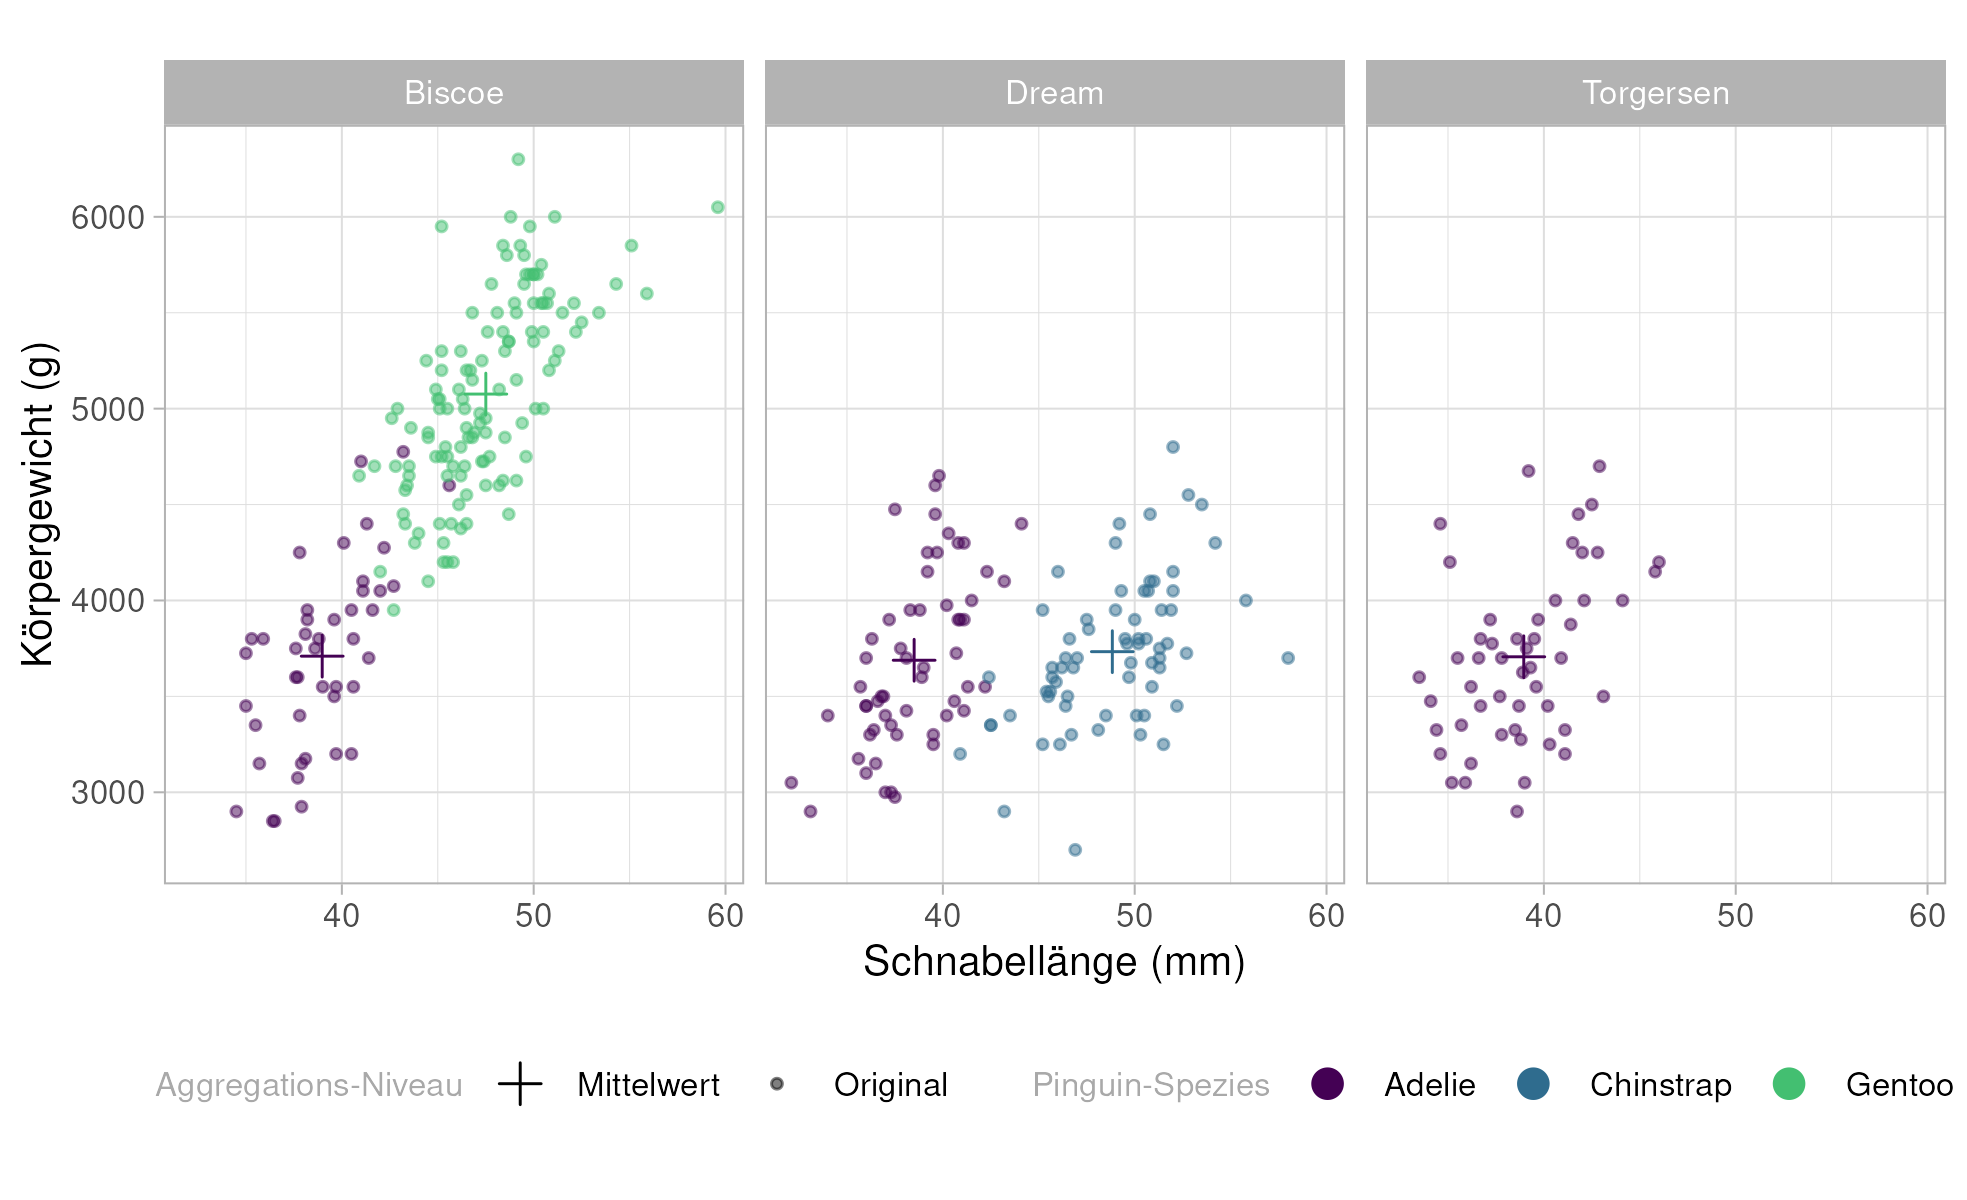 Biscoe Dream Torgersen
6000
5000
4000
3000
Körpergewicht (g)
40 50 60 40 50 60 40 50 60
Schnabellänge (mm)
Aggregations-Niveau Mittelwert Original Pinguin-Spezies Adelie Chinstrap Gentoo